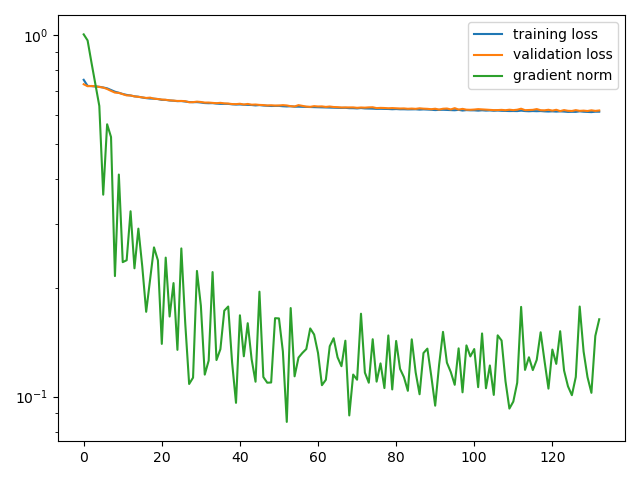 training loss
validation loss
gradient norm
10⁰
10⁻¹
0 20 40 60 80 100 120